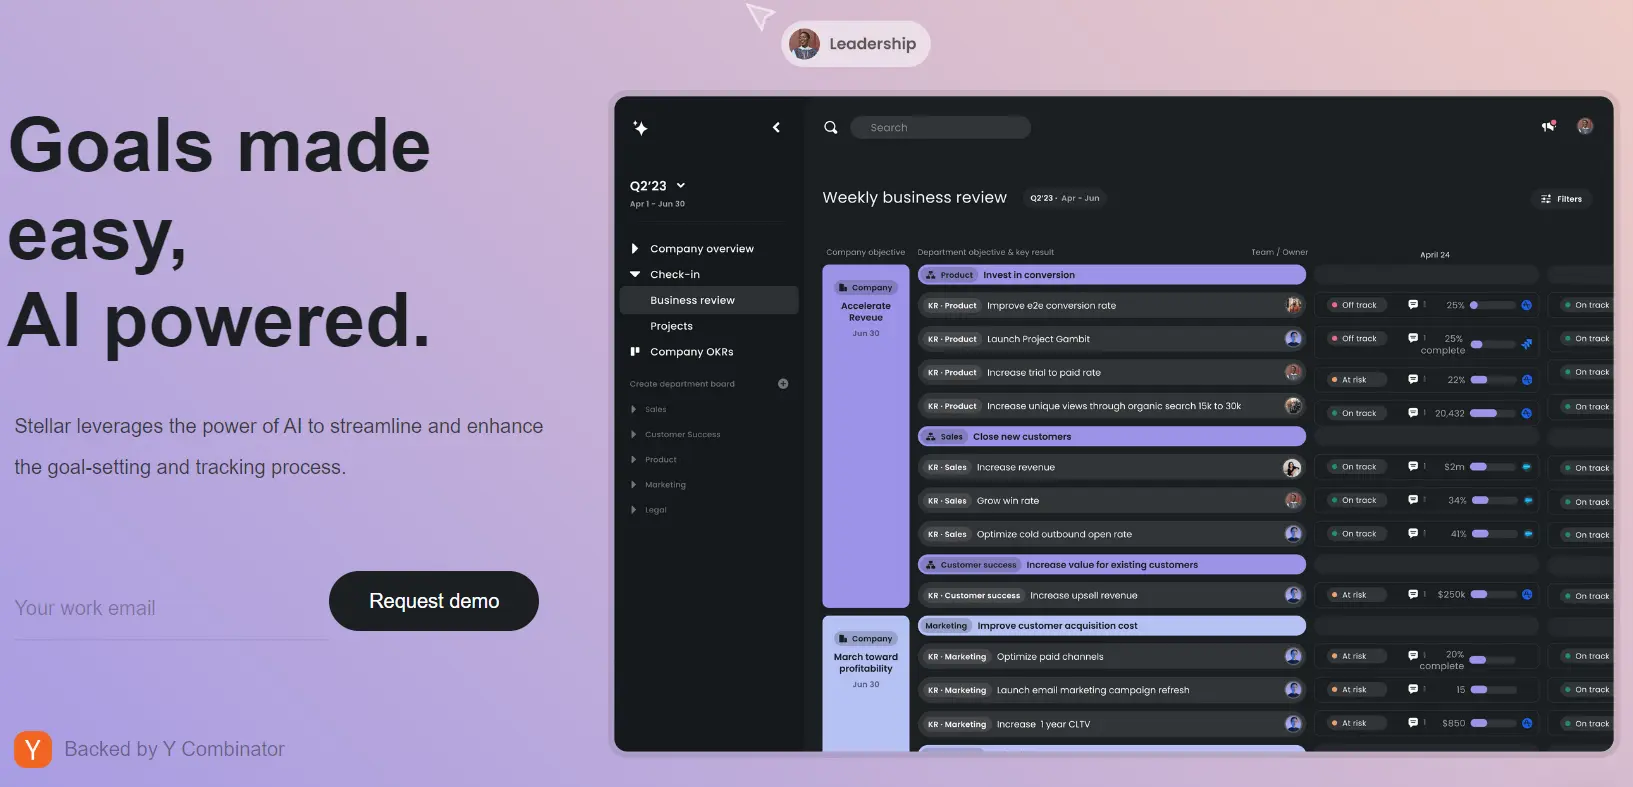 Leadership
Goals made
easy,
AI powered.
Stellar leverages the power of AI to streamline and enhance
the goal-setting and tracking process.
Your work email
Request demo
Y
Backed by Y Combinator
Search
Q2'23
Apr 1 - Jun 30
Company overview
Check-in
Business review
Projects
Company OKRs
Create department board
Sales
Customer Success
Product
Marketing
Legal
Weekly business review
Q2'23 · Apr - Jun
Filters
Company objective
Department objective & key result
Team / Owner
April 24
Company
Accelerate
Reveue
Jun 30
Product Invest in conversion
KR · Product Improve e2e conversion rate Off track 25% On track
KR · Product Launch Project Gambit Off track 25% complete On track
KR · Product Increase trial to paid rate At risk 22% On track
KR · Product Increase unique views through organic search 15k to 30k On track 20,432 On track
Sales Close new customers
KR · Sales Increase revenue On track $2m On track
KR · Sales Grow win rate On track 34% On track
KR · Sales Optimize cold outbound open rate On track 41% On track
Customer success Increase value for existing customers
KR · Customer success Increase upsell revenue At risk $250k On track
Company
March toward
profitability
Jun 30
Marketing Improve customer acquisition cost
KR · Marketing Optimize paid channels At risk 20% complete On track
KR · Marketing Launch email marketing campaign refresh At risk 15 On track
KR · Marketing Increase 1 year CLTV At risk $850 On track